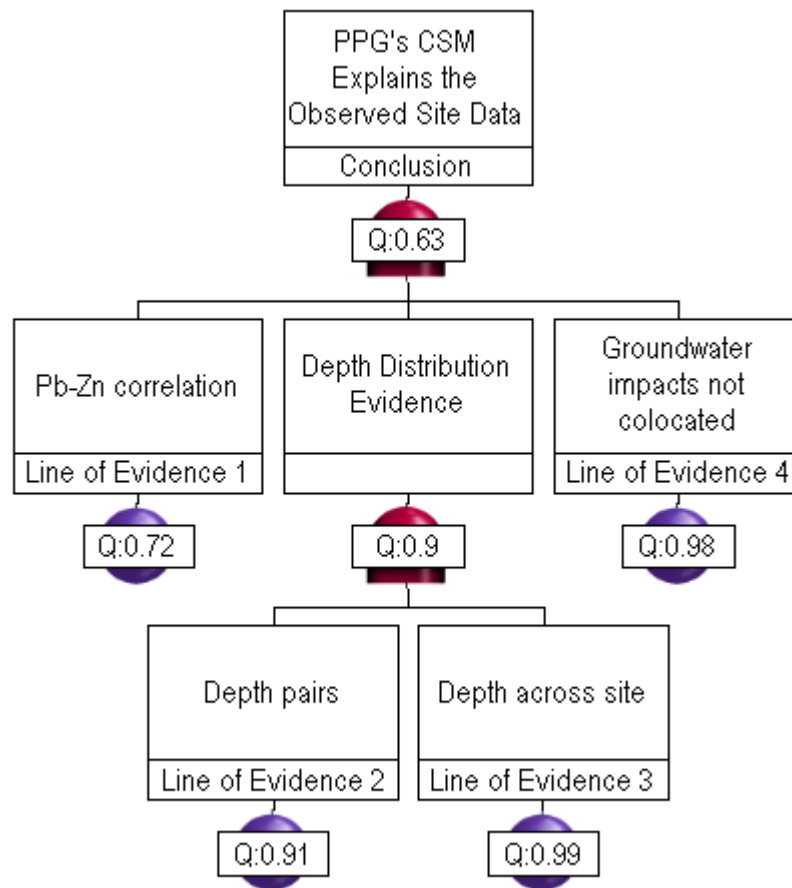 PPG's CSM
Explains the
Observed Site Data
Conclusion
Q:0.63
Pb-Zn correlation
Line of Evidence 1
Q:0.72
Depth Distribution
Evidence
Q:0.9
Groundwater
impacts not
colocated
Line of Evidence 4
Q:0.98
Depth pairs
Line of Evidence 2
Q:0.91
Depth across site
Line of Evidence 3
Q:0.99